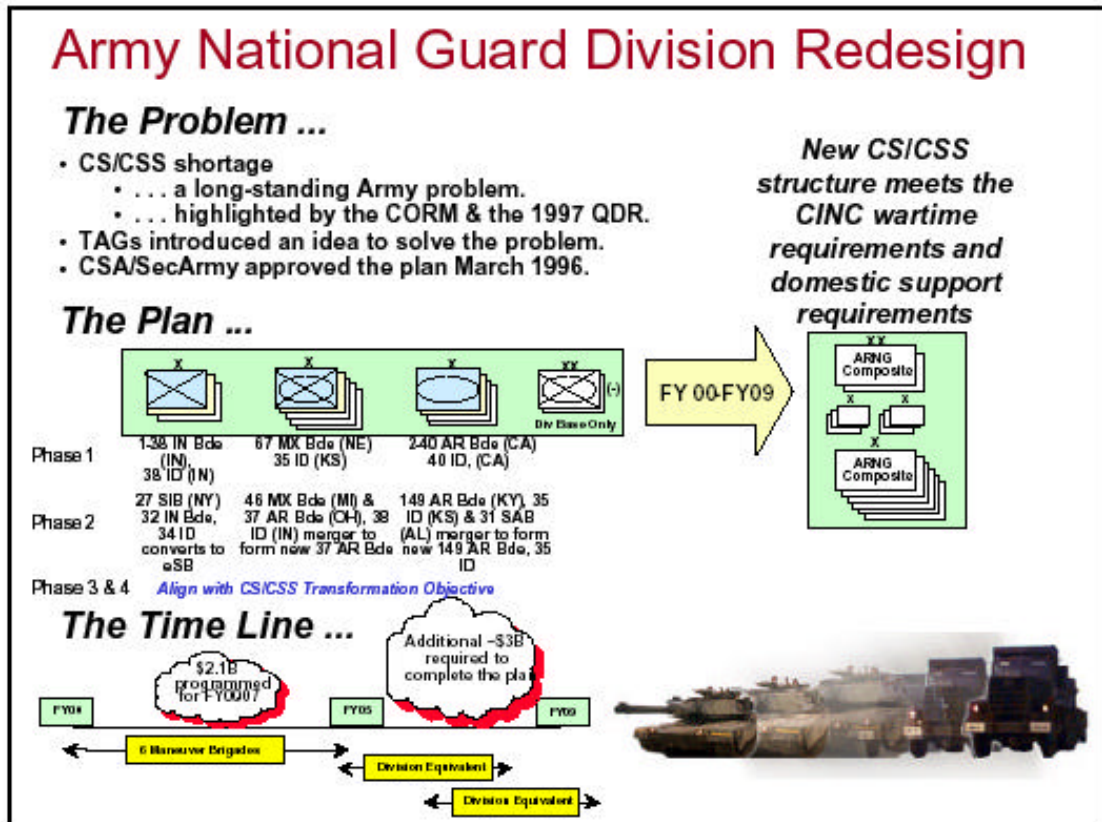 Army National Guard Division Redesign
The Problem ...
• CS/CSS shortage
• . . . a long-standing Army problem.
• . . . highlighted by the CORM & the 1997 QDR.
• TAGs introduced an idea to solve the problem.
• CSA/SecArmy approved the plan March 1996.
New CS/CSS
structure meets the
CINC wartime
requirements and
domestic support
requirements
The Plan ...
X
X
X
XX
(-)
Div Base Only
FY 00-FY09
XX
ARNG
Composite
X
X
X
ARNG
Composite
Phase 1
1-38 IN Bde
(IN),
38 ID (IN)
67 MX Bde (NE)
35 ID (KS)
2-40 AR Bde (CA)
40 ID, (CA)
Phase 2
27 SIB (NY)
32 IN Bde,
34 ID
converts to
eSB
46 MX Bde (MI) &
37 AR Bde (OH), 38
ID (IN) merger to
form new 37 AR Bde
149 AR Bde (KY), 35
ID (KS) & 31 SAB
(AL) merger to form
new 149 AR Bde, 35
ID
Phase 3 & 4
Align with CS/CSS Transformation Objective
The Time Line ...
$2.1B
programmed
for FY0007
Additional ~$3B
required to
complete the plan
FY05
FY09
6 Maneuver Brigades
Division Equivalent
Division Equivalent